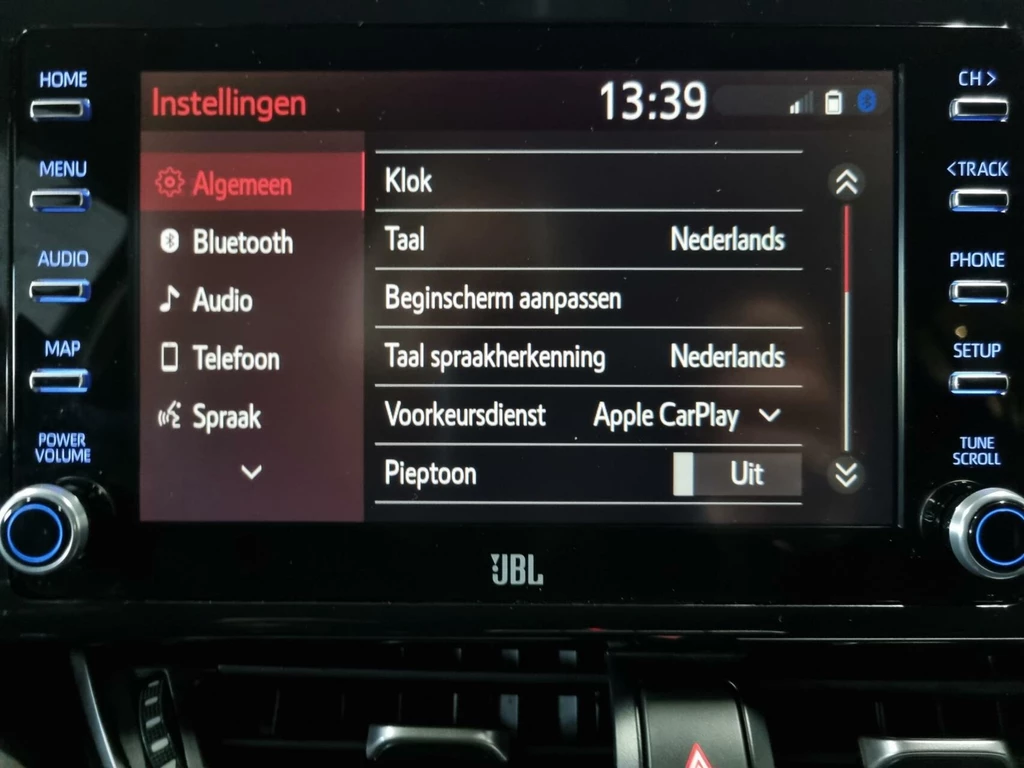 HOME
MENU
AUDIO
MAP
POWER
VOLUME
Instellingen 13:39
Algemeen
Bluetooth
Audio
Telefoon
Spraak
Klok
Taal Nederlands
Beginscherm aanpassen
Taal spraakherkenning Nederlands
Voorkeursdienst Apple CarPlay
Pieptoon Uit
CH >
<TRACK
PHONE
SETUP
TUNE
SCROLL
JBL